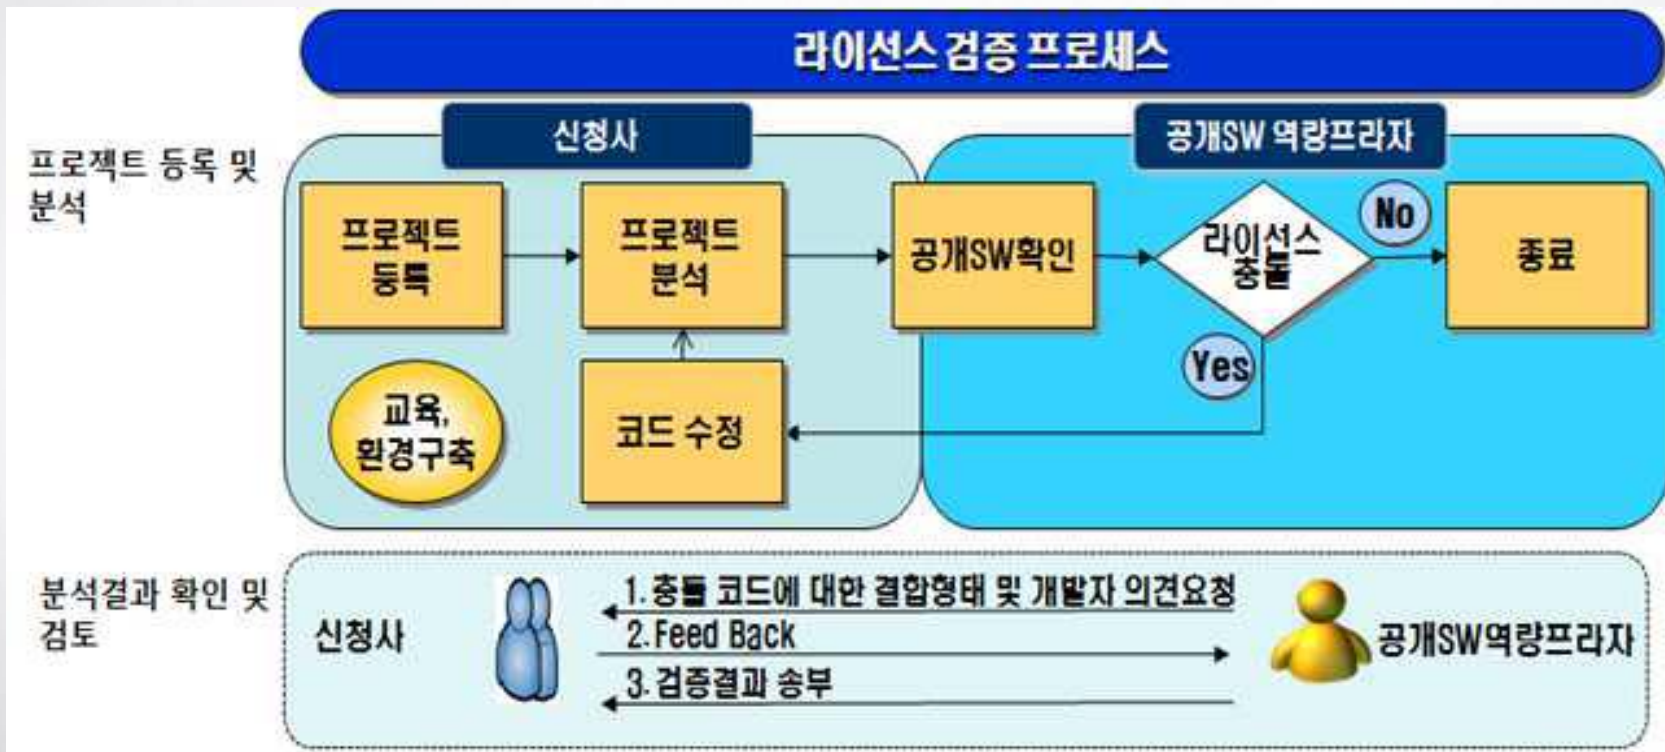 라이선스 검증 프로세스
신청사
공개SW 역량프라자
프로젝트 등록 및
분석
프로젝트
등록
프로젝트
분석
공개SW확인
라이선스
충돌
No
종료
Yes
교육,
환경구축
코드 수정
분석결과 확인 및
검토
신청사
1. 충돌 코드에 대한 결합형태 및 개발자 의견요청
2. Feed Back
3. 검증결과 송부
공개SW역량프라자